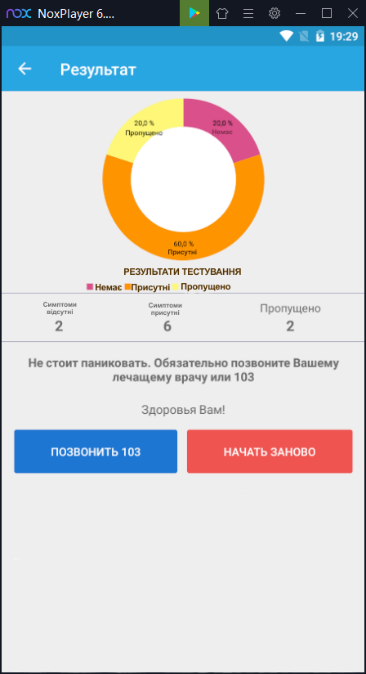 nox NoxPlayer 6....
19:29
Результат
20,0 %
Пропущено
20,0 %
Немає
60,0 %
Присутні
РЕЗУЛЬТАТИ ТЕСТУВАННЯ
Немає Присутні Пропущено
Симптоми
відсутні
2
Симптоми
присутні
6
Пропущено
2
Не стоит паниковать. Обязательно позвоните Вашему
лечащему врачу или 103
Здоровья Вам!
ПОЗВОНИТЬ 103
НАЧАТЬ ЗАНОВО